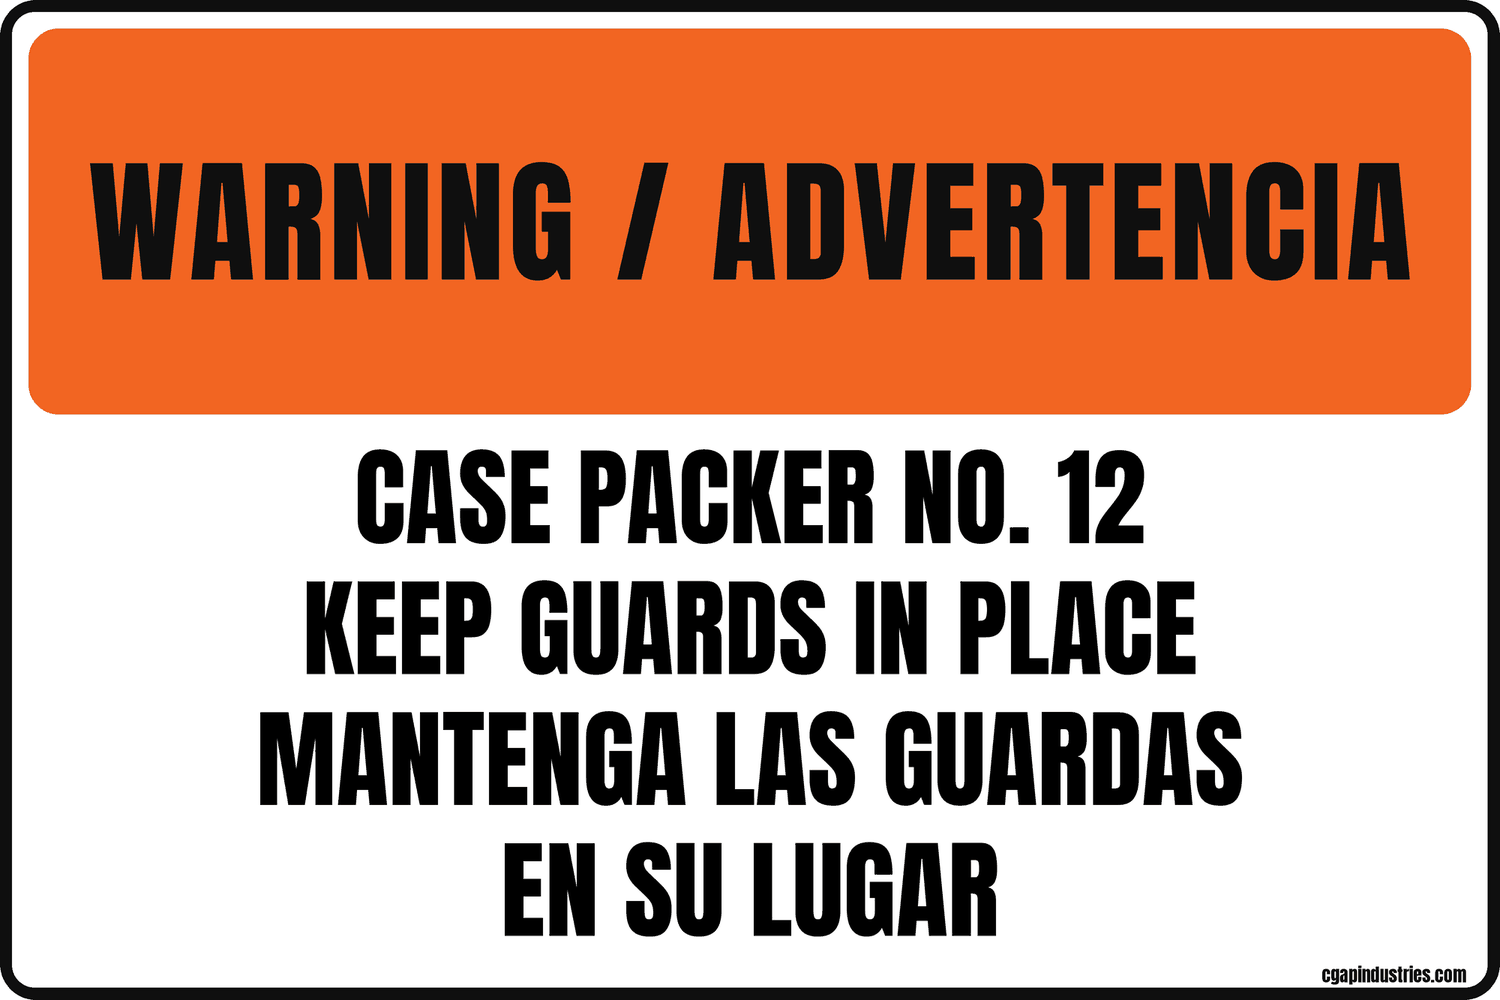 WARNING / ADVERTENCIA
CASE PACKER NO. 12
KEEP GUARDS IN PLACE
MANTENGA LAS GUARDAS
EN SU LUGAR
cgapindustries.com